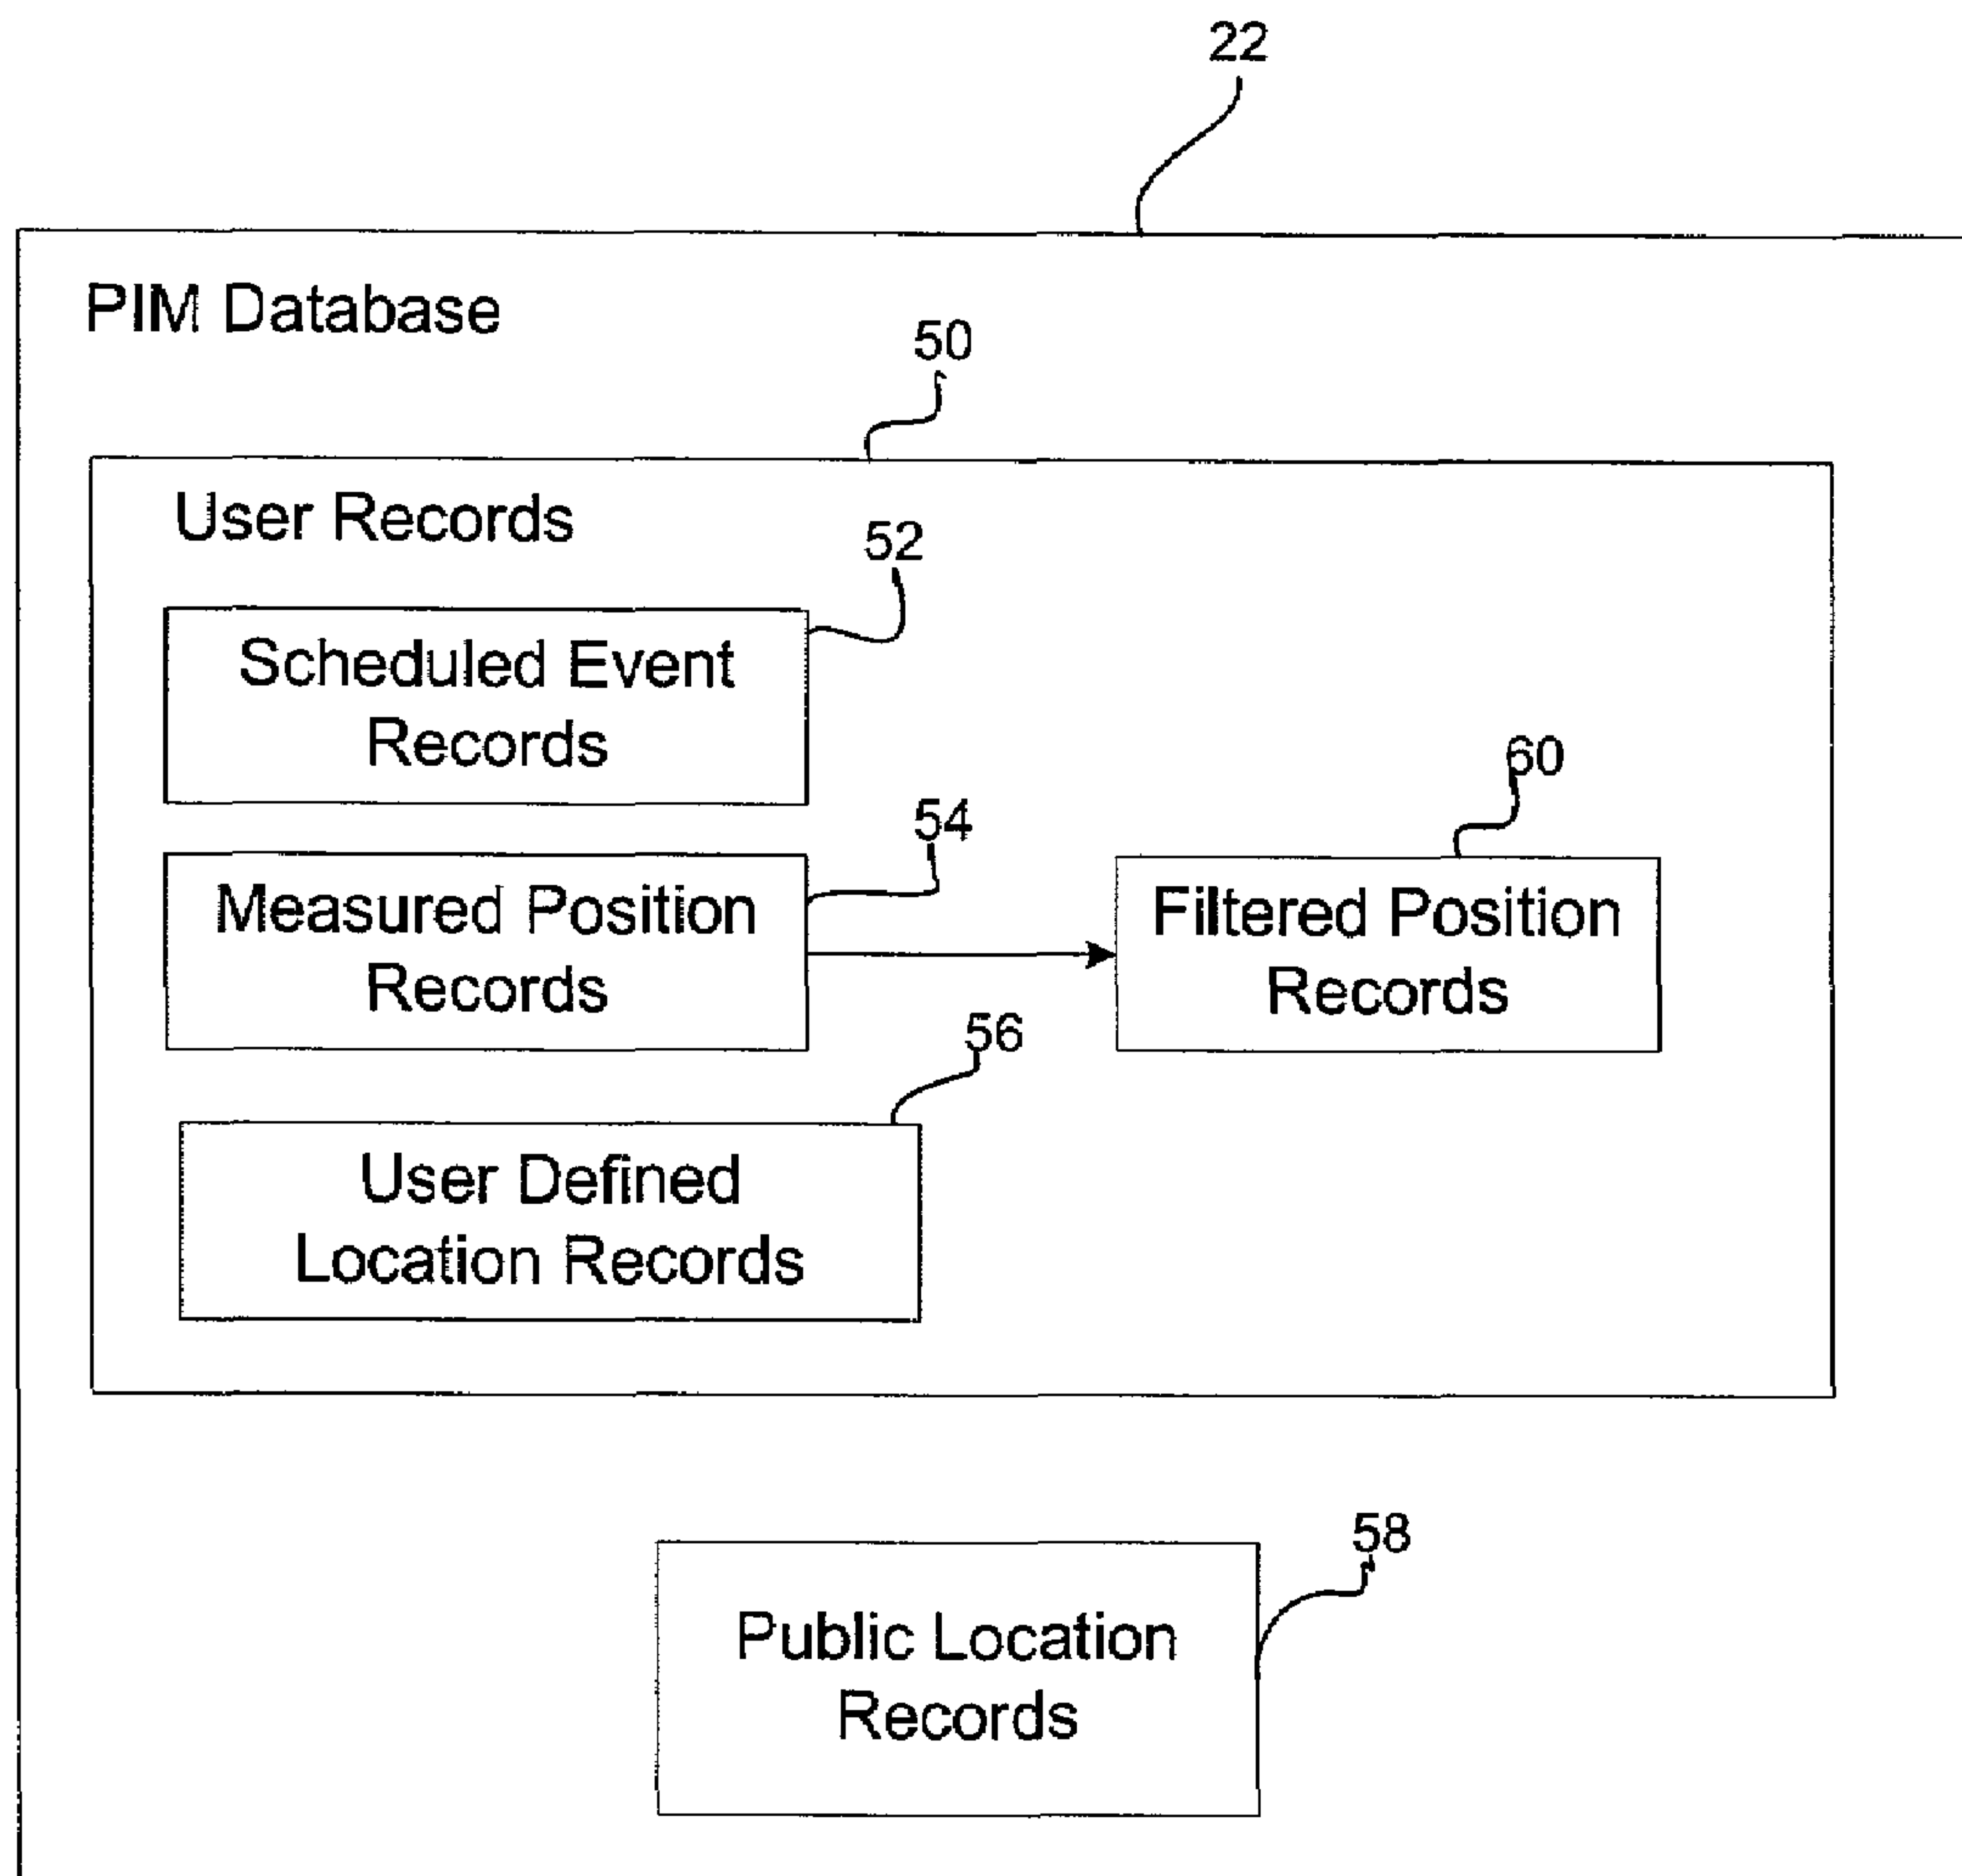 22
PIM Database
50
User Records
52
Scheduled Event
Records
60
54
Measured Position
Records
Filtered Position
Records
56
User Defined
Location Records
58
Public Location
Records